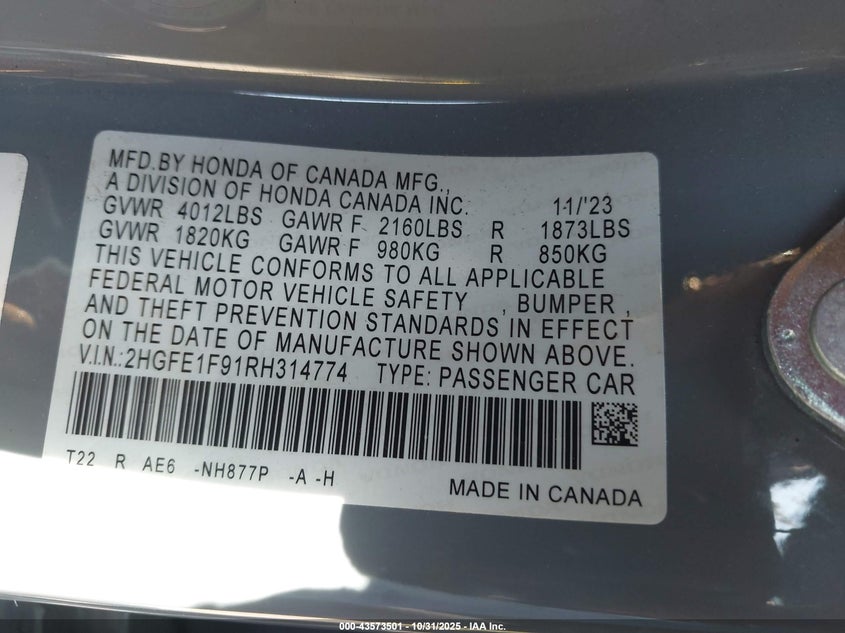 MFD.BY HONDA OF CANADA MFG.,
A DIVISION OF HONDA CANADA INC. 11/'23
GVWR 4012LBS GAWR F 2160LBS R 1873LBS
GVWR 1820KG GAWR F 980KG R 850KG
THIS VEHICLE CONFORMS TO ALL APPLICABLE
FEDERAL MOTOR VEHICLE SAFETY , BUMPER ,
AND THEFT PREVENTION STANDARDS IN EFFECT
ON THE DATE OF MANUFACTURE SHOWN ABOVE.
V.I.N.:2HGFE1F91RH314774 TYPE: PASSENGER CAR
T22 R AE6 -NH877P -A -H
MADE IN CANADA
000-43573501 - 10/31/2025 - IAA Inc.